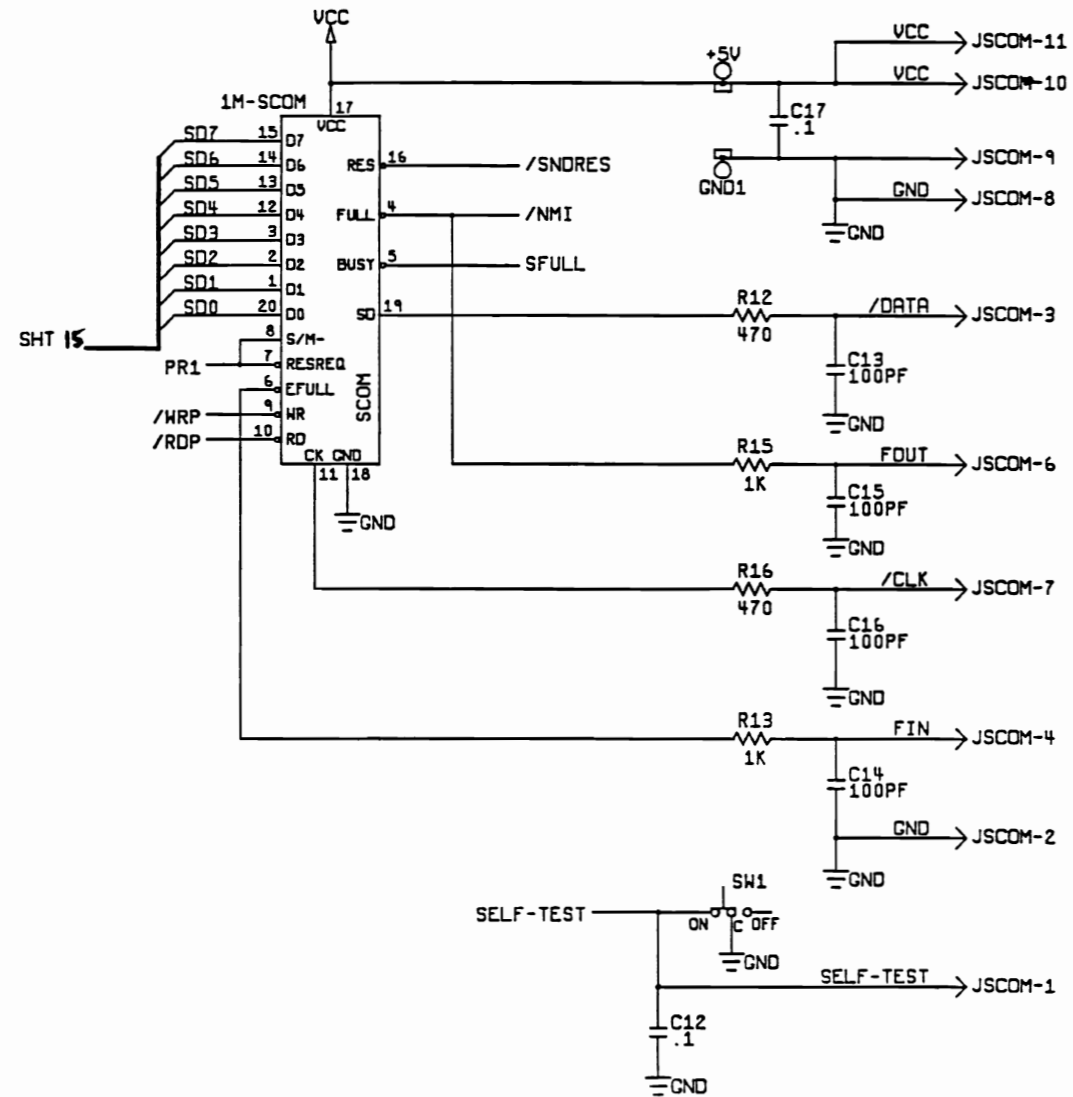 VCC
VCC JSCOM-11
+5V
VCC JSCOM-10
1M-SCOM
17
VCC
C17
.1
SD7 15 D7
SD6 14 D6
RES 16 /SNDRES
JSCOM-9
SD5 13 D5
GND1
GND JSCOM-8
SD4 12 D4
FULL 4 /NMI
GND
SD3 3 D3
SD2 2 D2
BUST 5 SFULL
SD1 1 D1
SD0 20 D0
SO 19
R12
470
/DATA JSCOM-3
SHT 15
8 S/M-
PR1 7 RESREQ
6 EFULL
C13
100PF
SCOM
/WRP 9 WR
GND
/RDP 10 RD
CK GND
11 18
R15
1K
FOUT JSCOM-6
C15
100PF
GND
GND
R16
470
/CLK JSCOM-7
C16
100PF
GND
R13
1K
FIN JSCOM-4
C14
100PF
GND JSCOM-2
GND
SW1
SELF-TEST
ON C OFF
GND
SELF-TEST JSCOM-1
C12
.1
GND